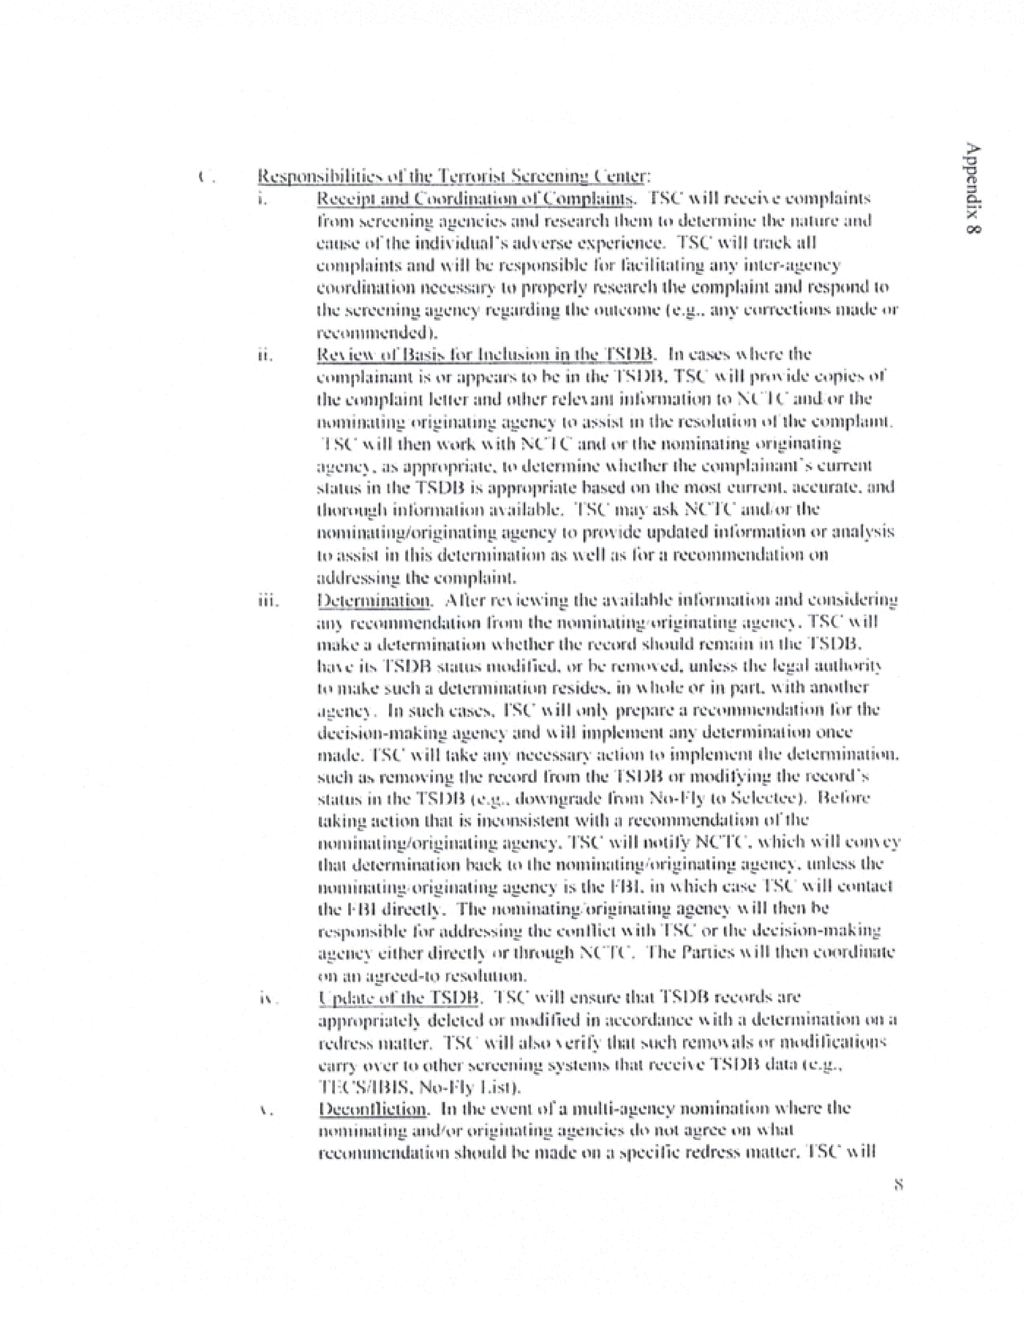 Appendix 8
C. Responsibilities of the Terrorist Screening Center:
i. Receipt and Coordination of Complaints. TSC will receive complaints
from screening agencies and research them to determine the nature and
cause of the individual's adverse experience. TSC will track all
complaints and will be responsible for facilitating any inter-agency
coordination necessary to properly research the complaint and respond to
the screening agency regarding the outcome (e.g., any corrections made or
recommended).
ii. Review of Basis for Inclusion in the TSDB. In cases where the
complainant is or appears to be in the TSDB, TSC will provide copies of
the complaint letter and other relevant information to NCTC and/or the
nominating/originating agency to assist in the resolution of the complaint.
TSC will then work with NCTC and/or the nominating/originating
agency, as appropriate, to determine whether the complainant's current
status in the TSDB is appropriate based on the most current, accurate, and
thorough information available. TSC may ask NCTC and/or the
nominating/originating agency to provide updated information or analysis
to assist in this determination as well as for a recommendation on
addressing the complaint.
iii. Determination. After reviewing the available information and considering
any recommendation from the nominating/originating agency, TSC will
make a determination whether the record should remain in the TSDB,
have its TSDB status modified, or be removed, unless the legal authority
to make such a determination resides, in whole or in part, with another
agency. In such cases, TSC will only prepare a recommendation for the
decision-making agency and will implement any determination once
made. TSC will take any necessary action to implement the determination,
such as removing the record from the TSDB or modifying the record's
status in the TSDB (e.g., downgrade from No-Fly to Selectee). Before
taking action that is inconsistent with a recommendation of the
nominating/originating agency, TSC will notify NCTC, which will convey
that determination back to the nominating/originating agency, unless the
nominating/originating agency is the FBI, in which case TSC will contact
the FBI directly. The nominating/originating agency will then be
responsible for addressing the conflict with TSC or the decision-making
agency either directly or through NCTC. The Parties will then coordinate
on an agreed-to resolution.
iv. Update of the TSDB. TSC will ensure that TSDB records are
appropriately deleted or modified in accordance with a determination on a
redress matter. TSC will also verify that such removals or modifications
carry over to other screening systems that receive TSDB data (e.g.,
TECS/IBIS, No-Fly List).
v. Deconfliction. In the event of a multi-agency nomination where the
nominating and/or originating agencies do not agree on what
recommendation should be made on a specific redress matter, TSC will
8